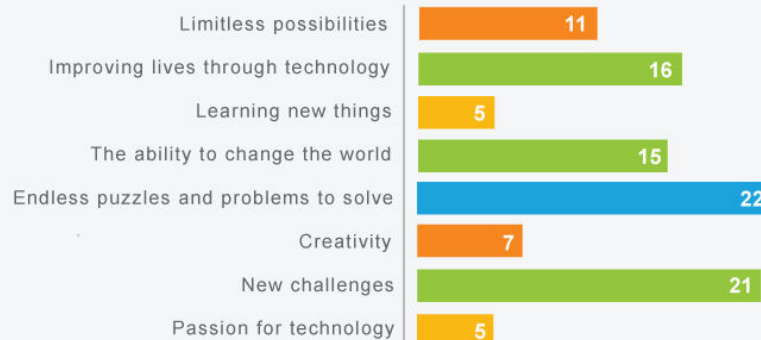 Limitless possibilities 11
Improving lives through technology 16
Learning new things 5
The ability to change the world 15
Endless puzzles and problems to solve 22
Creativity 7
New challenges 21
Passion for technology 5